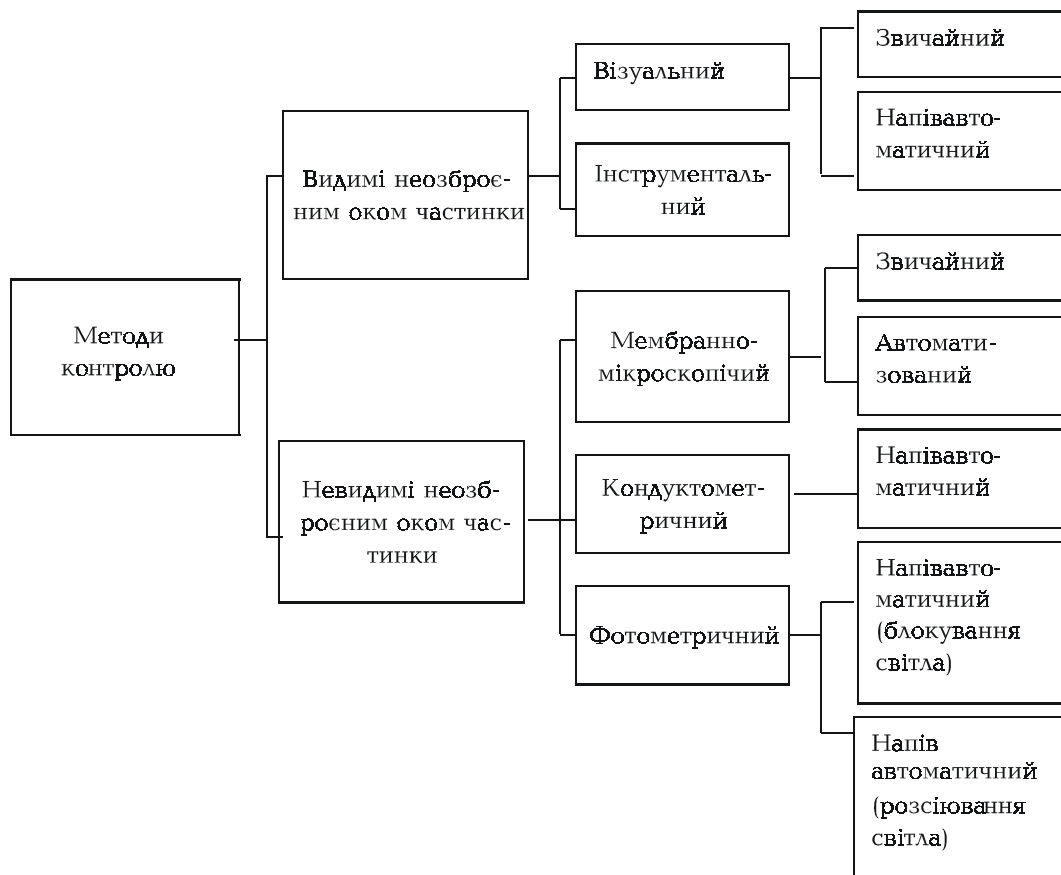 Методи
контролю
Видимі неозброє-
ним оком частинки
Візуальний
Звичайний
Напівавто-
матичний
Інструменталь-
ний
Невидимі неозб-
роєним оком час-
тинки
Мембранно-
мікроскопічий
Звичайний
Автомати-
зований
Кондуктомет-
ричний
Напівавто-
матичний
Фотометричний
Напівавто-
матичний
(блокування
світла)
Напів
автоматичний
(розсіювання
світла)